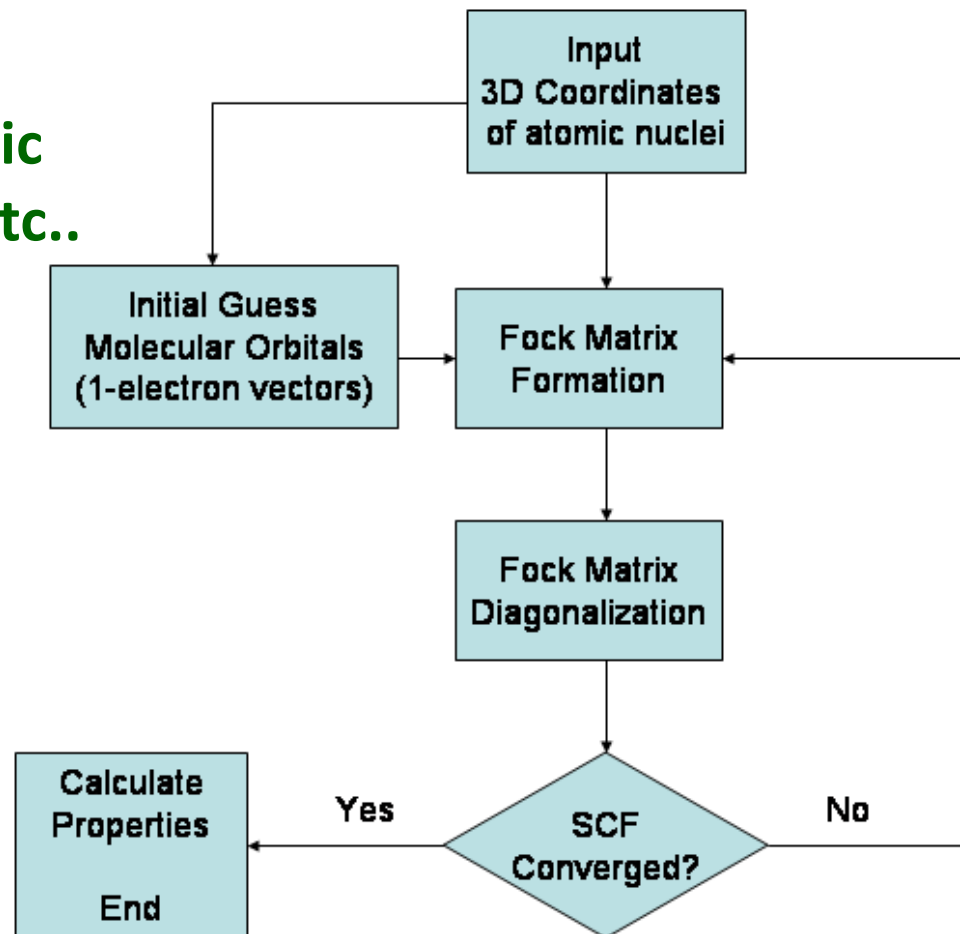 ic
tc..
Input
3D Coordinates
of atomic nuclei
Initial Guess
Molecular Orbitals
(1-electron vectors)
Fock Matrix
Formation
Fock Matrix
Diagonalization
Calculate
Properties
End
Yes
SCF
Converged?
No